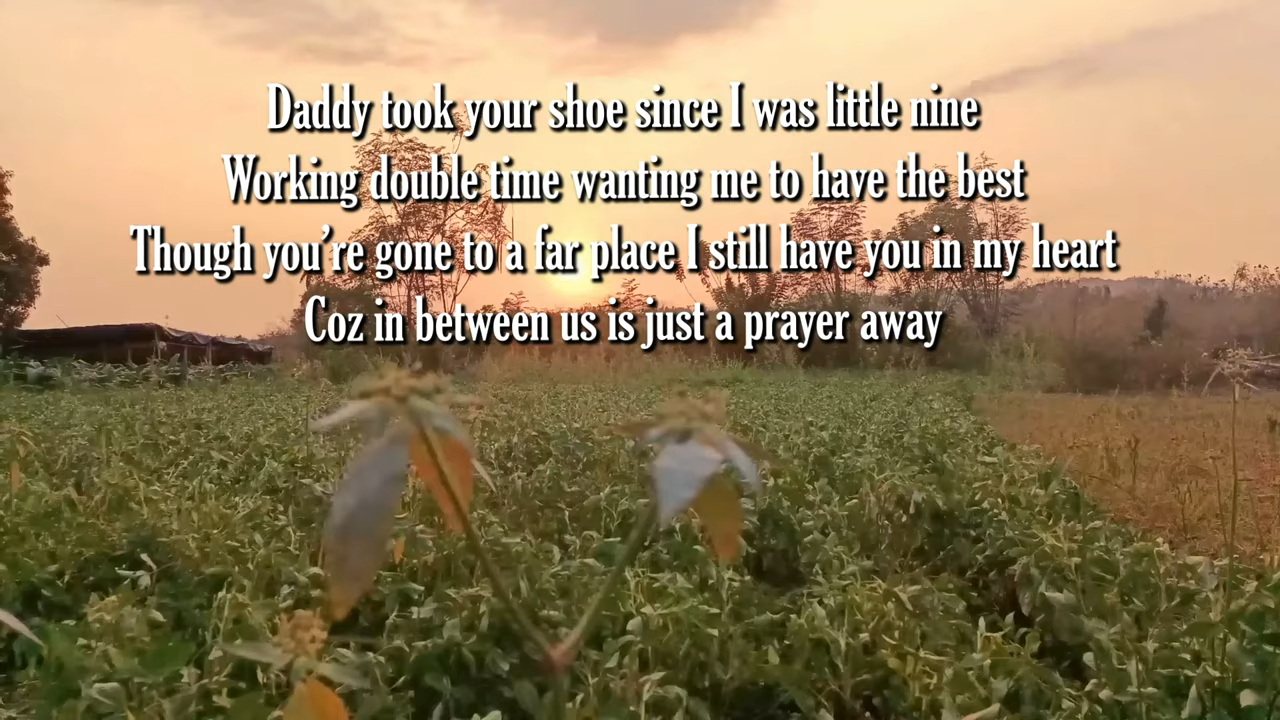 Daddy took your shoe since I was little nine
Working double time wanting me to have the best
Though you’re gone to a far place I still have you in my heart
Coz in between us is just a prayer away